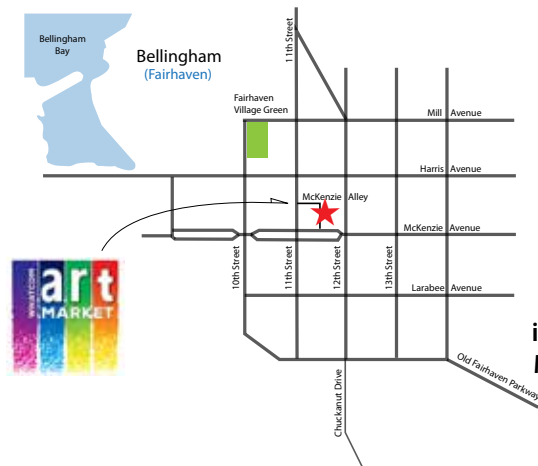 Bellingham
Bay
Bellingham
(Fairhaven)
11th Street
Fairhaven
Village Green
Mill Avenue
Harris Avenue
McKenzie Alley
McKenzie Avenue
10th Street
11th Street
12th Street
13th Street
Larabee Avenue
WHATCOM
art
MARKET
Old Fairhaven Parkway
Chuckanut Drive